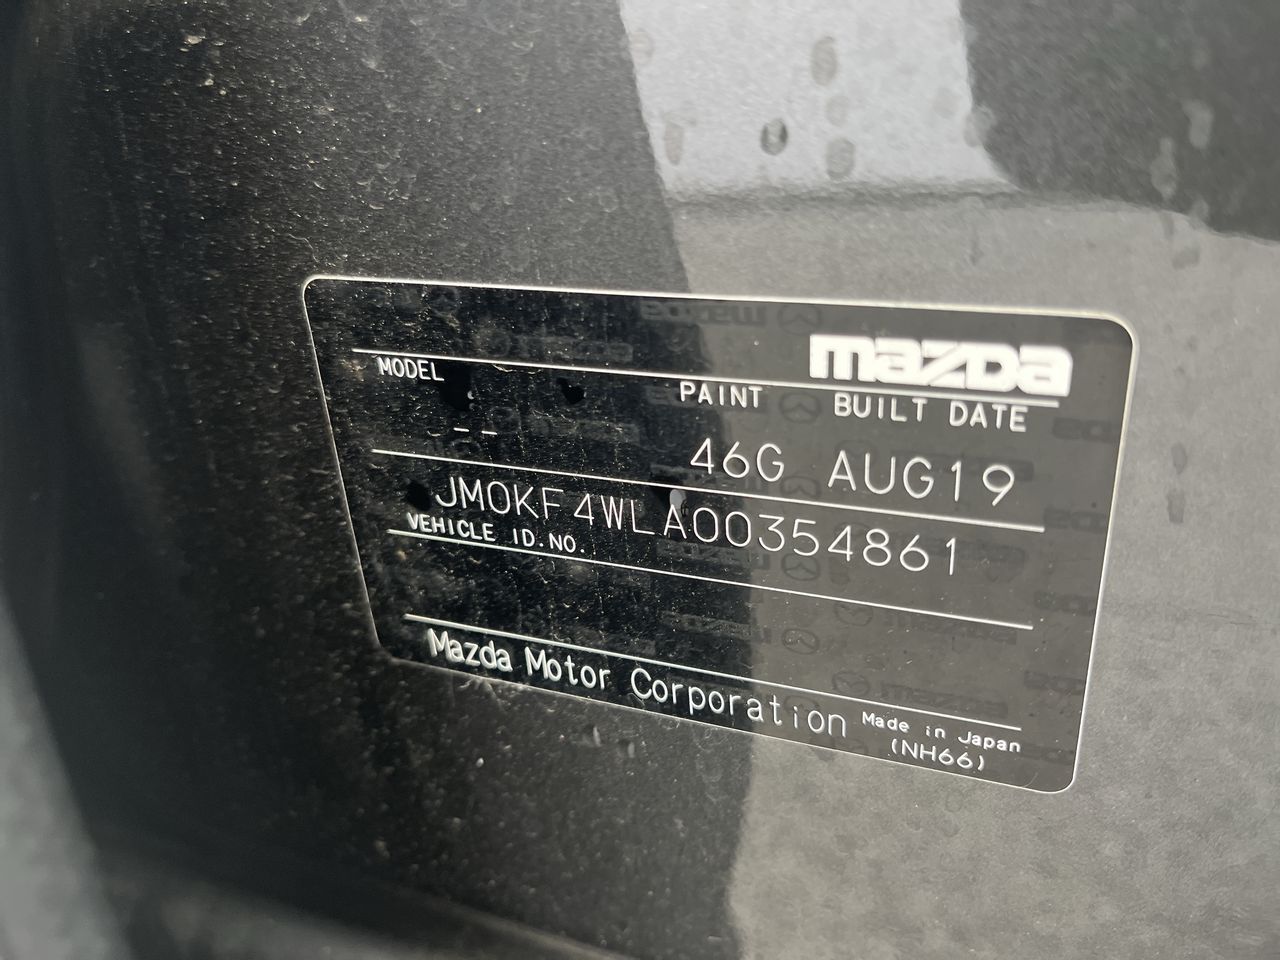 mazda
MODEL PAINT BUILT DATE
-- 46G AUG19
JM0KF4WLA00354861
VEHICLE ID.NO.
Mazda Motor Corporation Made in Japan
(NH66)